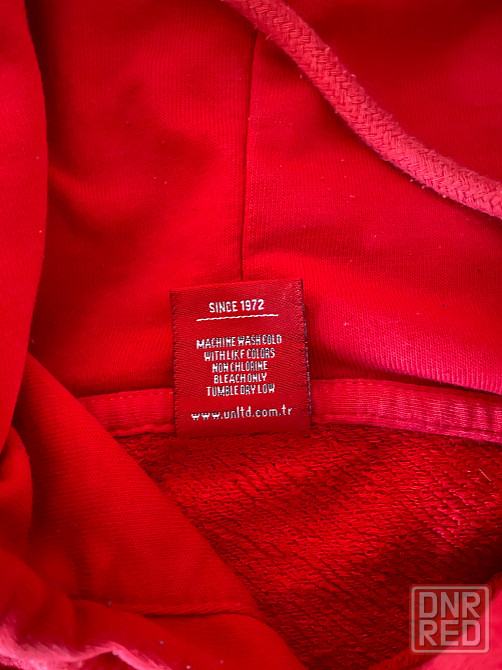 SINCE 1972
MACHINE WASH COLD
WITH LIKE COLORS
NON CHLORINE
BLEACH ONLY
TUMBLE DRY LOW
www.unltd.com.tr
DNR
RED